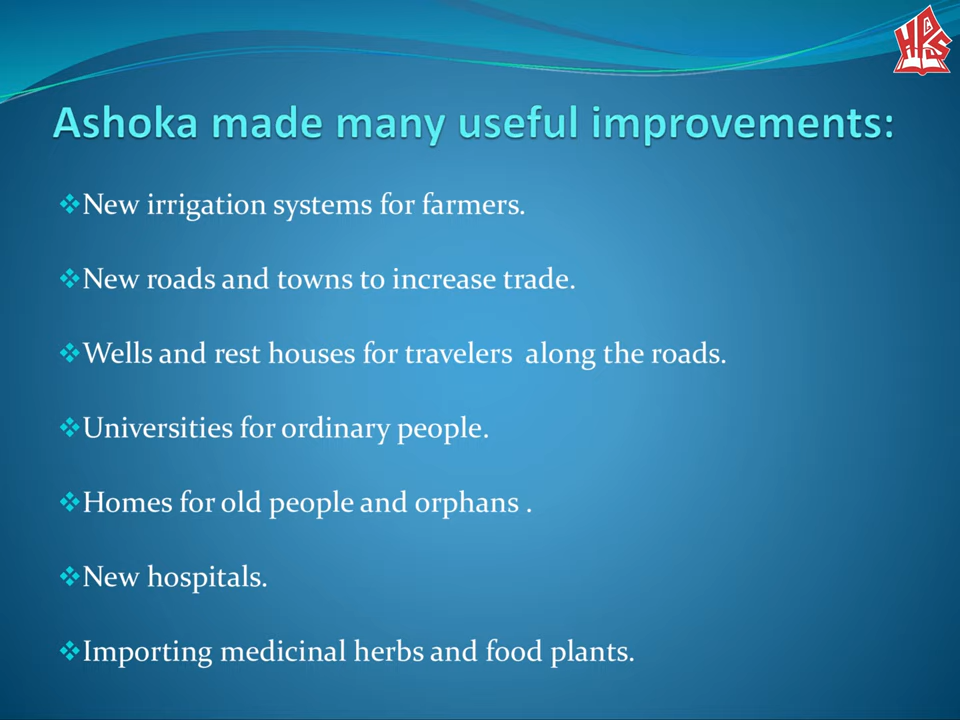 HPS
Ashoka made many useful improvements:
❖New irrigation systems for farmers.
❖New roads and towns to increase trade.
❖Wells and rest houses for travelers  along the roads.
❖Universities for ordinary people.
❖Homes for old people and orphans .
❖New hospitals.
❖Importing medicinal herbs and food plants.